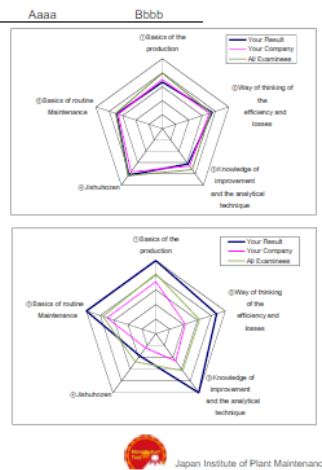 Aaaa Bbbb
①Basics of the
production
Your Result
Your Company
All Examinees
②Way of thinking of
the
efficiency and
losses
③Knowledge of
improvement
and the analytical
technique
④Jishuhozen
⑤Basics of routine
Maintenance
①Basics of the
production
Your Result
Your Company
All Examinees
②Way of thinking
of the
efficiency and
losses
③Knowledge of
improvement
and the analytical
technique
④Jishuhozen
⑤Basics of routine
Maintenance
Japan Institute of Plant Maintenanc